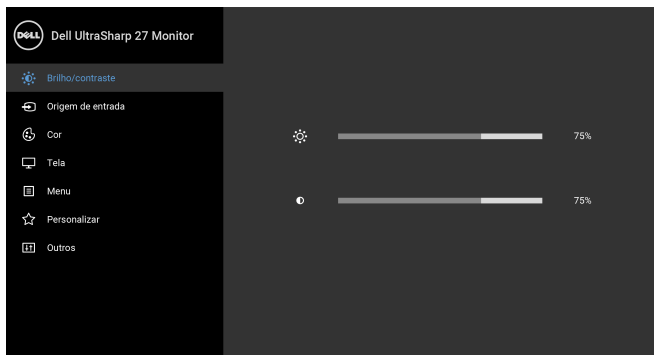 DELL Dell UltraSharp 27 Monitor
Brilho/contraste
Origem de entrada
Cor
75%
Tela
Menu
75%
Personalizar
Outros